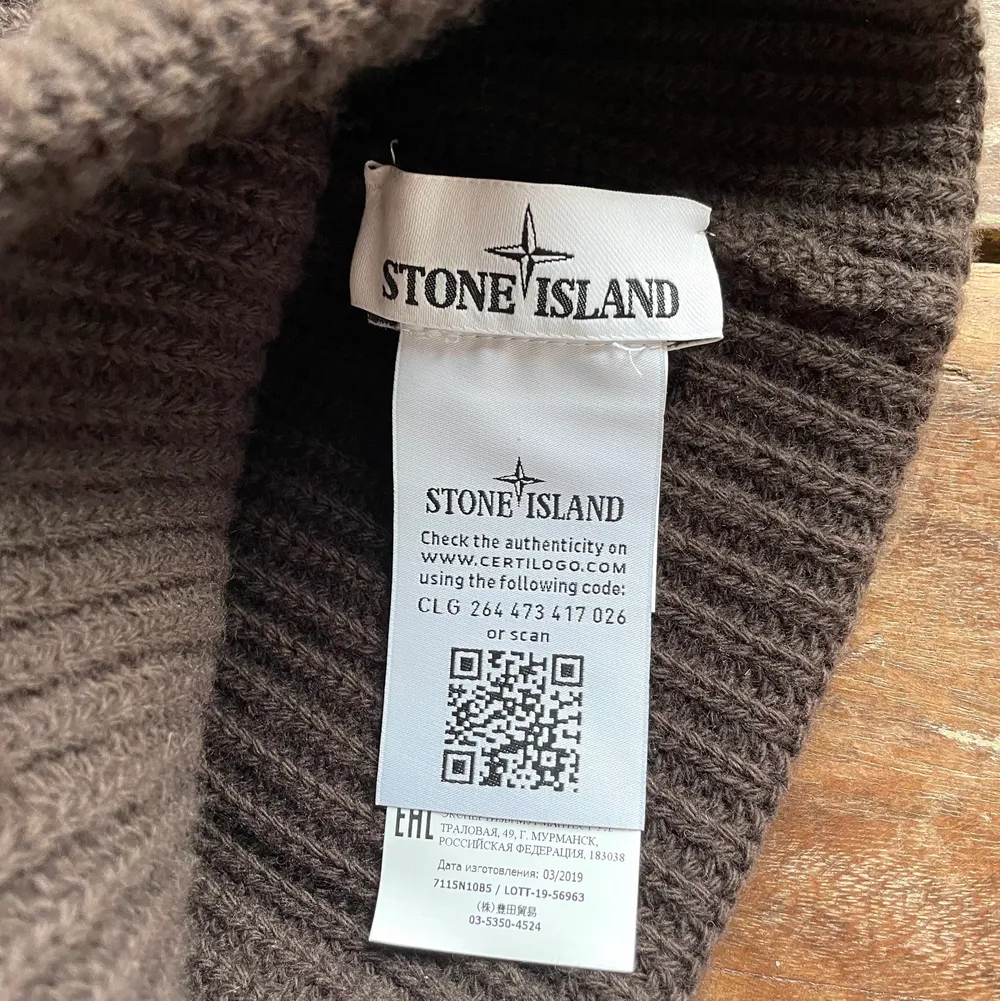 STONE ISLAND
STONE ISLAND
Check the authenticity on
WWW.CERTILOGO.COM
using the following code:
CLG 264 473 417 026
or scan
EAC
ТРАЛОВАЯ, 49, Г. МУРМАНСК,
РОССИЙСКАЯ ФЕДЕРАЦИЯ, 183038
Дата изготовления: 03/2019
7115N10B5 / LOTT-19-56963
(株)豊田貿易
03-5350-4524